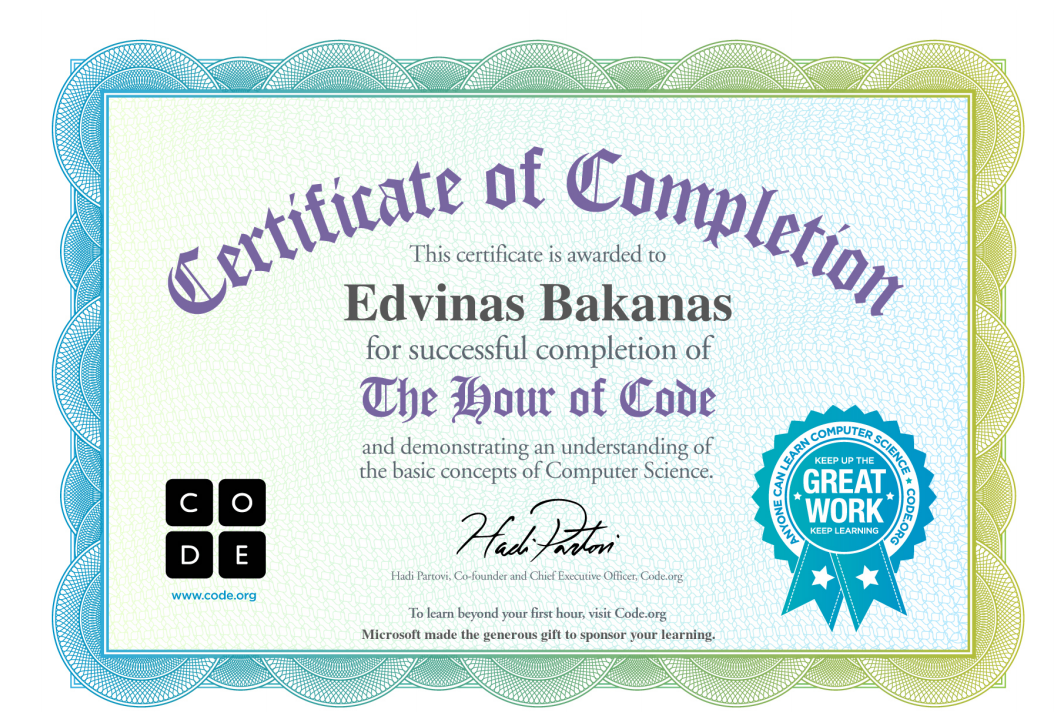 Certificate of Completion
This certificate is awarded to
Edvinas Bakanas
for successful completion of
The Hour of Code
and demonstrating an understanding of
the basic concepts of Computer Science.
C O
D E
www.code.org
Hadi Partovi
Hadi Partovi, Co-founder and Chief Executive Officer, Code.org
To learn beyond your first hour, visit Code.org
Microsoft made the generous gift to sponsor your learning.
ANYONE CAN LEARN COMPUTER SCIENCE ★ CODE.ORG
KEEP UP THE
GREAT
WORK
KEEP LEARNING